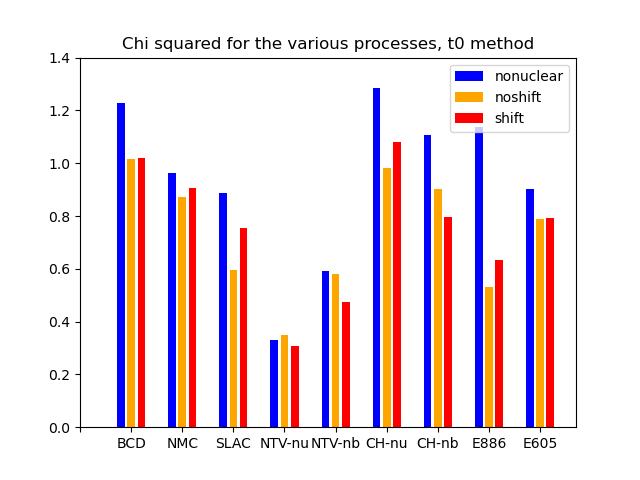 Chi squared for the various processes, t0 method
1.4
1.2
1.0
0.8
0.6
0.4
0.2
0.0
nonuclear
noshift
shift
BCD NMC SLAC NTV-nu NTV-nb CH-nu CH-nb E886 E605